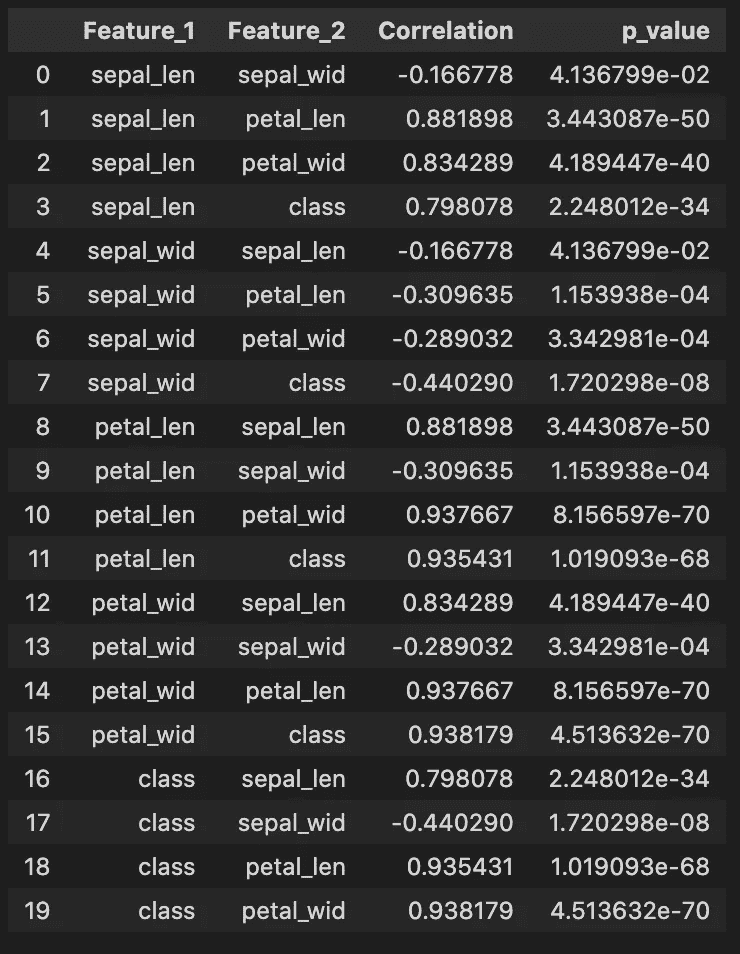 Feature_1 Feature_2 Correlation p_value
0 sepal_len sepal_wid -0.166778 4.136799e-02
1 sepal_len petal_len 0.881898 3.443087e-50
2 sepal_len petal_wid 0.834289 4.189447e-40
3 sepal_len class 0.798078 2.248012e-34
4 sepal_wid sepal_len -0.166778 4.136799e-02
5 sepal_wid petal_len -0.309635 1.153938e-04
6 sepal_wid petal_wid -0.289032 3.342981e-04
7 sepal_wid class -0.440290 1.720298e-08
8 petal_len sepal_len 0.881898 3.443087e-50
9 petal_len sepal_wid -0.309635 1.153938e-04
10 petal_len petal_wid 0.937667 8.156597e-70
11 petal_len class 0.935431 1.019093e-68
12 petal_wid sepal_len 0.834289 4.189447e-40
13 petal_wid sepal_wid -0.289032 3.342981e-04
14 petal_wid petal_len 0.937667 8.156597e-70
15 petal_wid class 0.938179 4.513632e-70
16 class sepal_len 0.798078 2.248012e-34
17 class sepal_wid -0.440290 1.720298e-08
18 class petal_len 0.935431 1.019093e-68
19 class petal_wid 0.938179 4.513632e-70